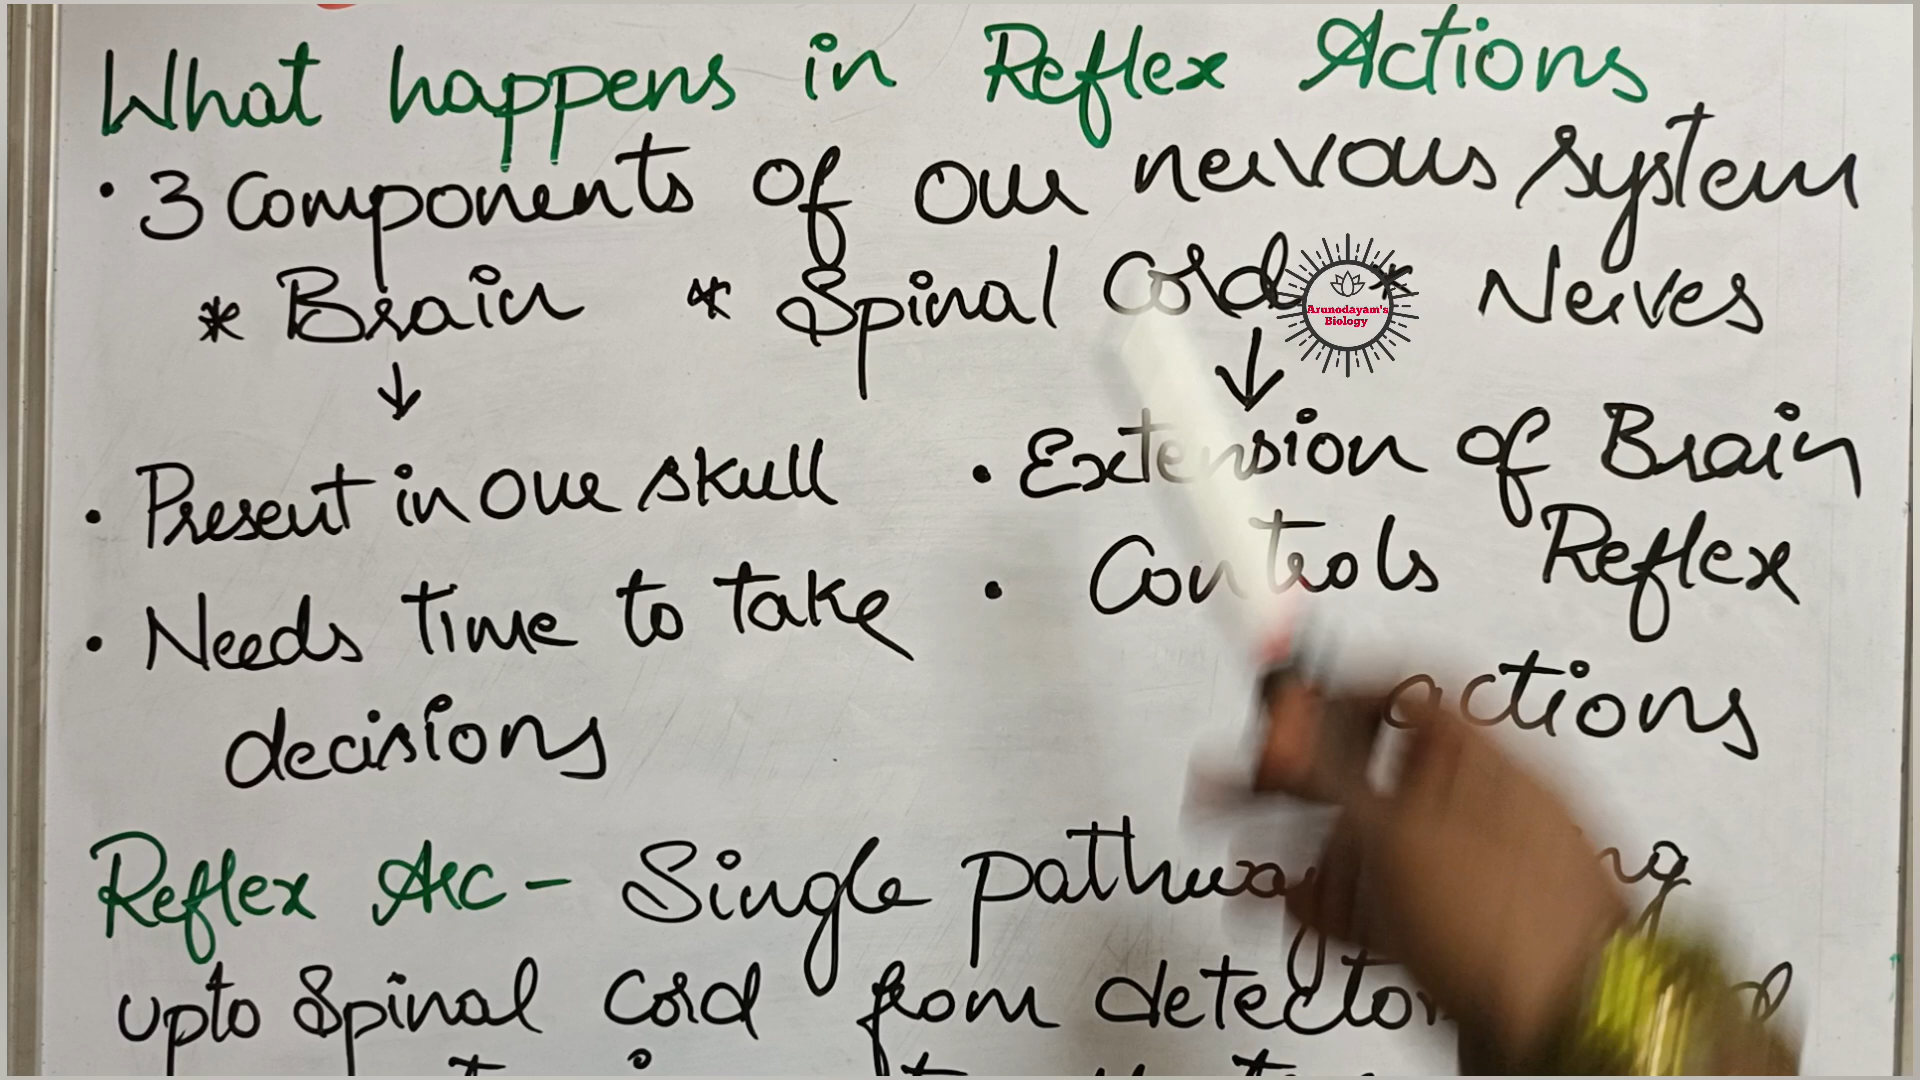 What happens in Reflex Actions
• 3 Components of our nervous system
* Brain * Spinal Cord * Nerves
Arunodayam's
Biology
• Present in our skull
• Needs time to take
decisions
• Extension of Brain
• Controls Reflex
actions
Reflex Arc - Single pathway
upto spinal cord from detector